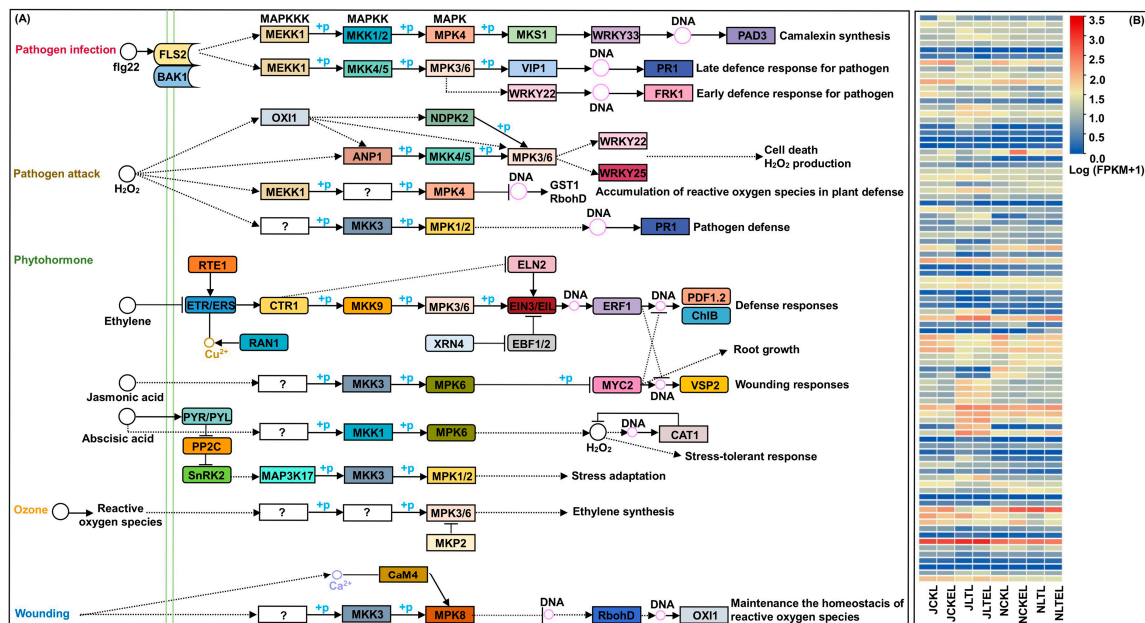 (A)
MAPKKK MAPKK MAPK DNA
Pathogen infection
flg22
FLS2
BAK1
MEKK1 +p MKK1/2 +p MPK4 +p MKS1 WRKY33 PAD3 Camalexin synthesis
DNA
MEKK1 +p MKK4/5 +p MPK3/6 +p VIP1 PR1 Late defence response for pathogen
WRKY22 FRK1 Early defence response for pathogen
DNA
Pathogen attack
H₂O₂
OXI1 NDPK2
+p
WRKY22
ANP1 +p MKK4/5 +p MPK3/6
Cell death
H₂O₂ production
WRKY25
MEKK1 +p ? +p MPK4
DNA
GST1
RbohD
Accumulation of reactive oxygen species in plant defense
? +p MKK3 +p MPK1/2
DNA
PR1 Pathogen defense
Phytohormone
RTE1 ELN2
Ethylene
ETR/ERS CTR1 +p MKK9 +p MPK3/6 +p EIN3/EIL DNA ERF1 DNA
PDF1.2
ChIB
Defense responses
Cu²⁺
RAN1
XRN4 EBF1/2
Root growth
Jasmonic acid
? +p MKK3 +p MPK6 +p MYC2 DNA VSP2 Wounding responses
Abscisic acid
PYR/PYL
PP2C
SnRK2
? +p MKK1 +p MPK6
H₂O₂
DNA
CAT1
Stress-tolerant response
MAP3K17 +p MKK3 +p MPK1/2 Stress adaptation
Ozone
Reactive
oxygen species
? +p ? +p MPK3/6 Ethylene synthesis
MKP2
Wounding
Ca²⁺
CaM4
? +p MKK3 +p MPK8 DNA RbohD DNA OXI1
Maintenance the homeostacis of
reactive oxygen species
(B)
3.5
3.0
2.5
2.0
1.5
1.0
0.5
0.0
Log (FPKM+1)
JCKL
JCKEL
JLTL
JLTEL
NCKL
NCKEL
NLTL
NLTEL